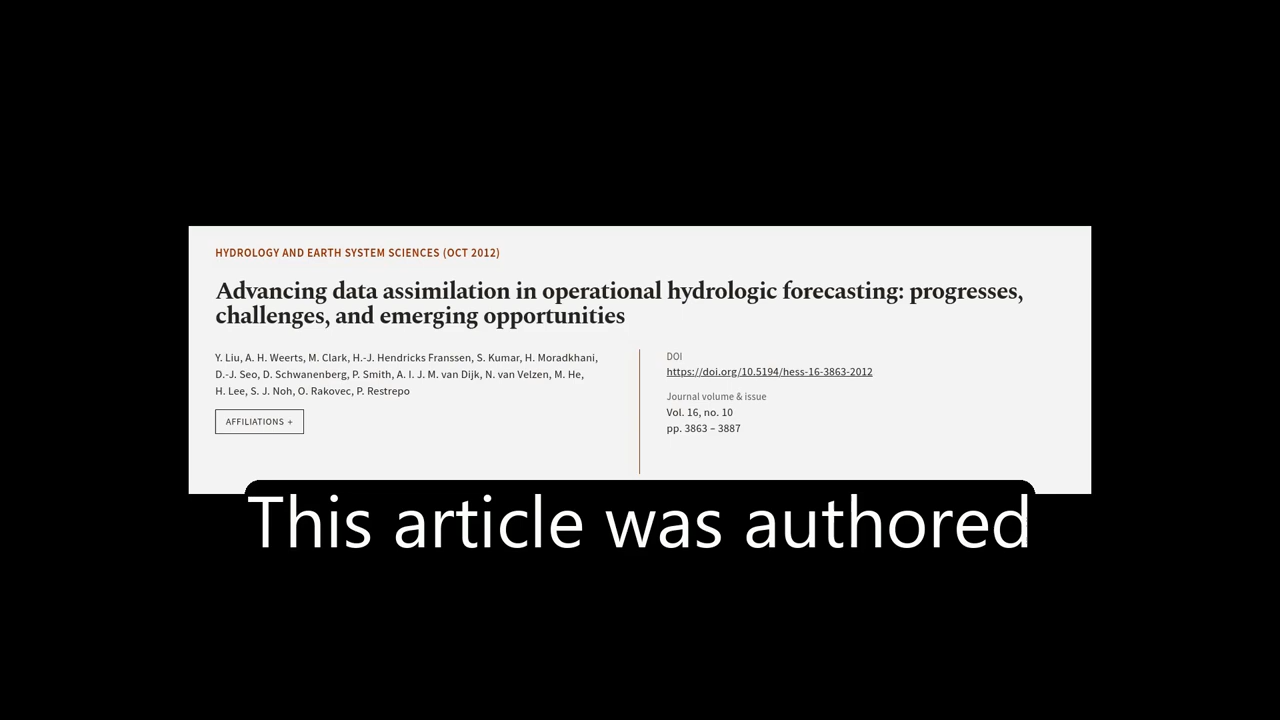 HYDROLOGY AND EARTH SYSTEM SCIENCES (OCT 2012)
Advancing data assimilation in operational hydrologic forecasting: progresses,
challenges, and emerging opportunities
Y. Liu, A. H. Weerts, M. Clark, H.-J. Hendricks Franssen, S. Kumar, H. Moradkhani,
D.-J. Seo, D. Schwanenberg, P. Smith, A. I. J. M. van Dijk, N. van Velzen, M. He,
H. Lee, S. J. Noh, O. Rakovec, P. Restrepo
AFFILIATIONS +
DOI
https://doi.org/10.5194/hess-16-3863-2012
Journal volume & issue
Vol. 16, no. 10
pp. 3863 – 3887
This article was authored